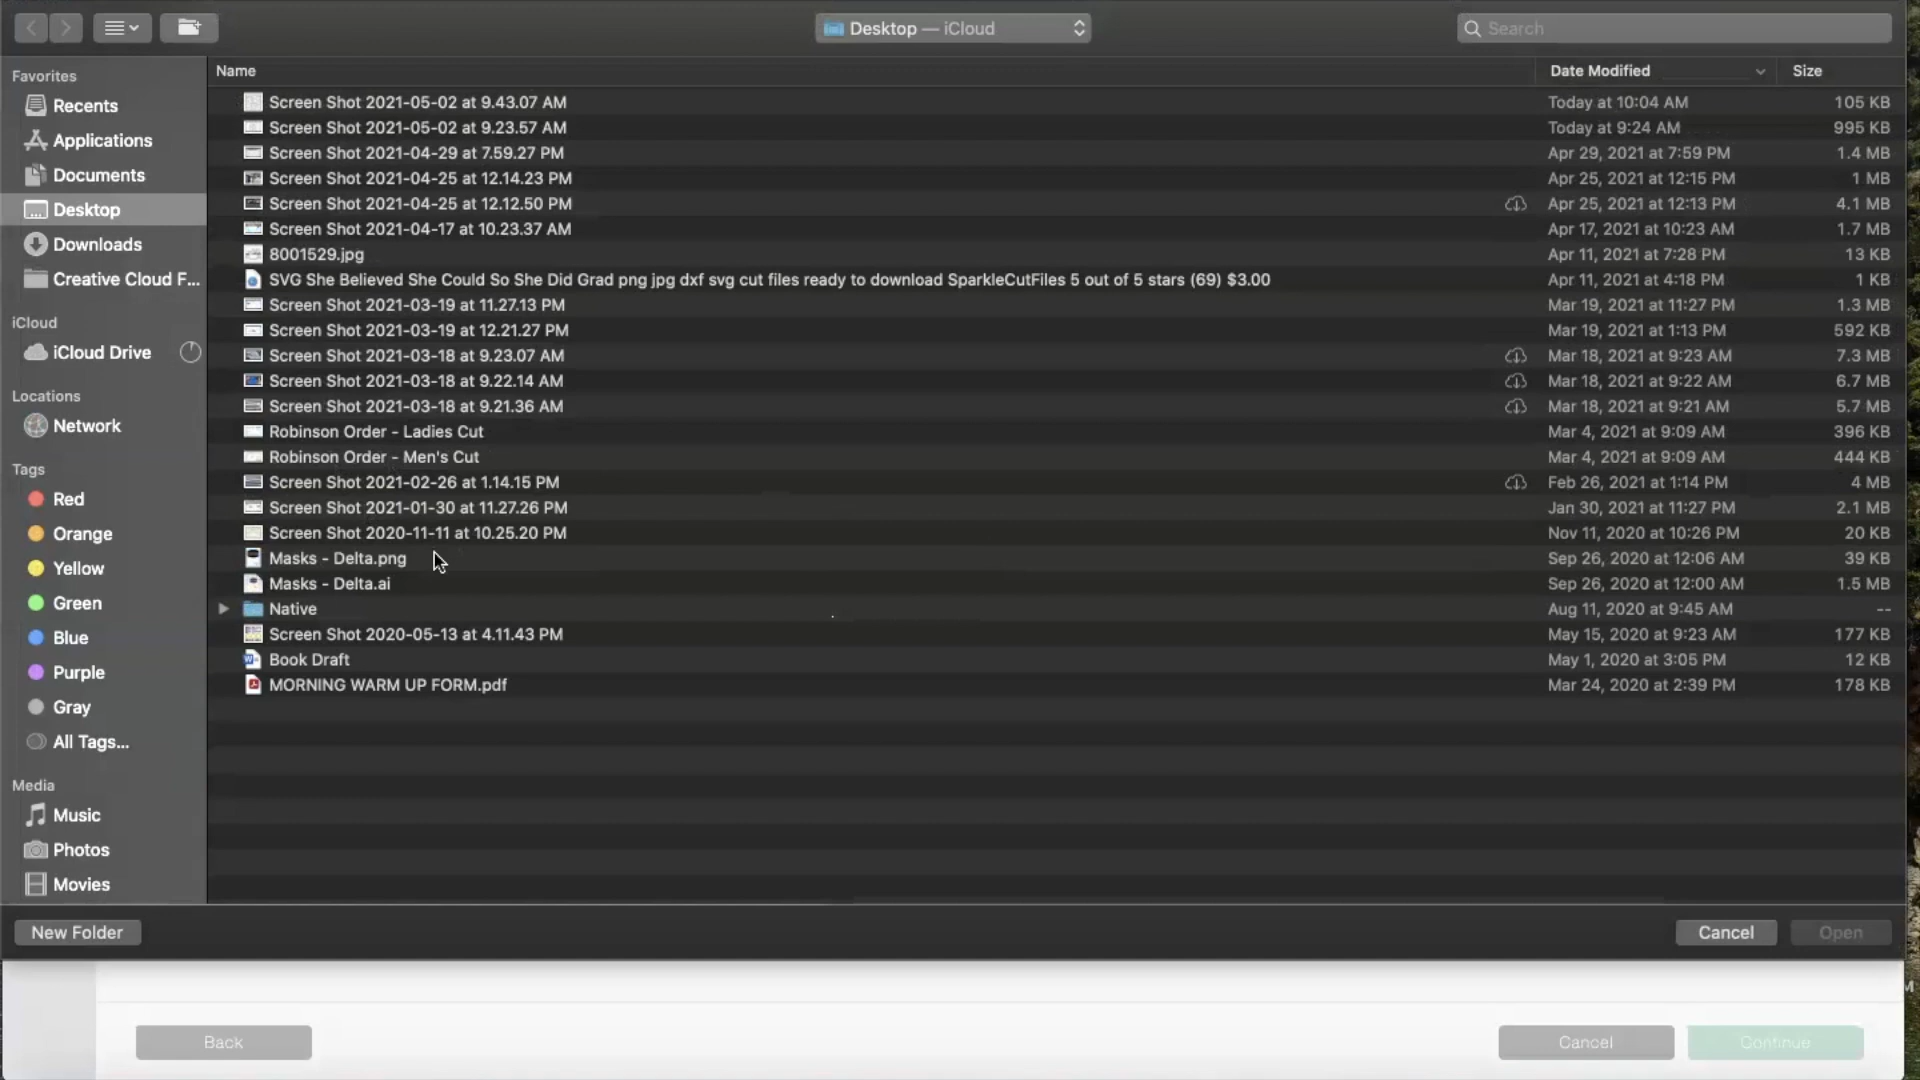 Desktop — iCloud
Search
Favorites
Recents
Applications
Documents
Desktop
Downloads
Creative Cloud F...
iCloud
iCloud Drive
Locations
Network
Tags
Red
Orange
Yellow
Green
Blue
Purple
Gray
All Tags...
Media
Music
Photos
Movies
Name Date Modified Size
Screen Shot 2021-05-02 at 9.43.07 AM Today at 10:04 AM 105 KB
Screen Shot 2021-05-02 at 9.23.57 AM Today at 9:24 AM 995 KB
Screen Shot 2021-04-29 at 7.59.27 PM Apr 29, 2021 at 7:59 PM 1.4 MB
Screen Shot 2021-04-25 at 12.14.23 PM Apr 25, 2021 at 12:15 PM 1 MB
Screen Shot 2021-04-25 at 12.12.50 PM Apr 25, 2021 at 12:13 PM 4.1 MB
Screen Shot 2021-04-17 at 10.23.37 AM Apr 17, 2021 at 10:23 AM 1.7 MB
8001529.jpg Apr 11, 2021 at 7:28 PM 13 KB
SVG She Believed She Could So She Did Grad png jpg dxf svg cut files ready to download SparkleCutFiles 5 out of 5 stars (69) $3.00 Apr 11, 2021 at 4:18 PM 1 KB
Screen Shot 2021-03-19 at 11.27.13 PM Mar 19, 2021 at 11:27 PM 1.3 MB
Screen Shot 2021-03-19 at 12.21.27 PM Mar 19, 2021 at 1:13 PM 592 KB
Screen Shot 2021-03-18 at 9.23.07 AM Mar 18, 2021 at 9:23 AM 7.3 MB
Screen Shot 2021-03-18 at 9.22.14 AM Mar 18, 2021 at 9:22 AM 6.7 MB
Screen Shot 2021-03-18 at 9.21.36 AM Mar 18, 2021 at 9:21 AM 5.7 MB
Robinson Order - Ladies Cut Mar 4, 2021 at 9:09 AM 396 KB
Robinson Order - Men's Cut Mar 4, 2021 at 9:09 AM 444 KB
Screen Shot 2021-02-26 at 1.14.15 PM Feb 26, 2021 at 1:14 PM 4 MB
Screen Shot 2021-01-30 at 11.27.26 PM Jan 30, 2021 at 11:27 PM 2.1 MB
Screen Shot 2020-11-11 at 10.25.20 PM Nov 11, 2020 at 10:26 PM 20 KB
Masks - Delta.png Sep 26, 2020 at 12:06 AM 39 KB
Masks - Delta.ai Sep 26, 2020 at 12:00 AM 1.5 MB
Native Aug 11, 2020 at 9:45 AM --
Screen Shot 2020-05-13 at 4.11.43 PM May 15, 2020 at 9:23 AM 177 KB
Book Draft May 1, 2020 at 3:05 PM 12 KB
MORNING WARM UP FORM.pdf Mar 24, 2020 at 2:39 PM 178 KB
New Folder Cancel Open
Back Cancel Continue